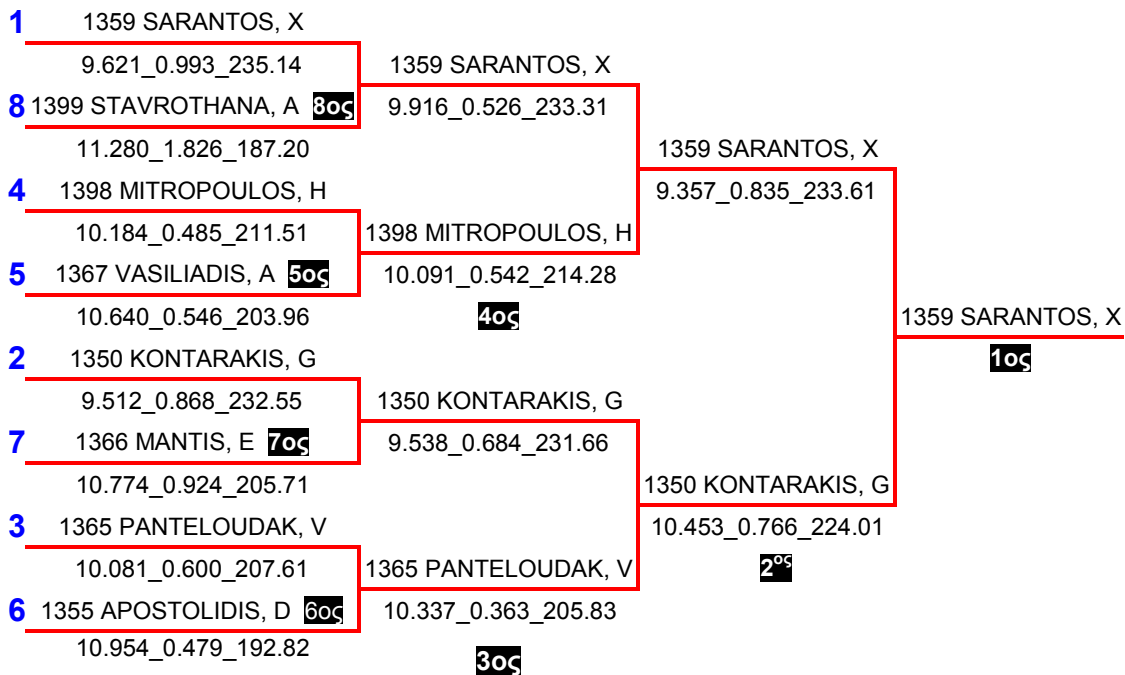 1 1359 SARANTOS, X
9.621_0.993_235.14
8 1399 STAVROTHANA, A 8ος
11.280_1.826_187.20
4 1398 MITROPOULOS, H
10.184_0.485_211.51
5 1367 VASILIADIS, A 5ος
10.640_0.546_203.96
2 1350 KONTARAKIS, G
9.512_0.868_232.55
7 1366 MANTIS, E 7ος
10.774_0.924_205.71
3 1365 PANTELOUDAK, V
10.081_0.600_207.61
6 1355 APOSTOLIDIS, D 6ος
10.954_0.479_192.82
1359 SARANTOS, X
9.916_0.526_233.31
1398 MITROPOULOS, H
10.091_0.542_214.28
4ος
1350 KONTARAKIS, G
9.538_0.684_231.66
1365 PANTELOUDAK, V
10.337_0.363_205.83
3ος
1359 SARANTOS, X
9.357_0.835_233.61
1350 KONTARAKIS, G
10.453_0.766_224.01
2ος
1359 SARANTOS, X
1ος